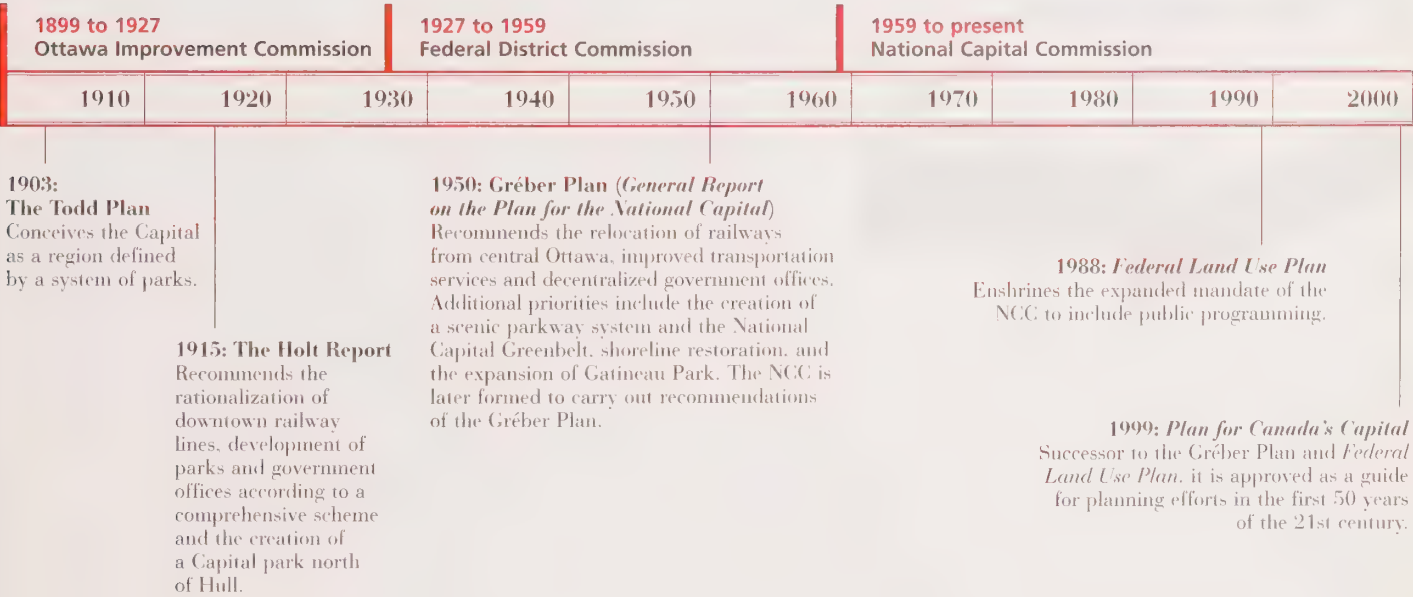 1899 to 1927
Ottawa Improvement Commission
1927 to 1959
Federal District Commission
1959 to present
National Capital Commission
1910 1920 1930 1940 1950 1960 1970 1980 1990 2000
1903:
The Todd Plan
Conceives the Capital
as a region defined
by a system of parks.
1915: The Holt Report
Recommends the
rationalization of
downtown railway
lines, development of
parks and government
offices according to a
comprehensive scheme
and the creation of
a Capital park north
of Hull.
1950: Gréber Plan (General Report
on the Plan for the National Capital)
Recommends the relocation of railways
from central Ottawa, improved transportation
services and decentralized government offices.
Additional priorities include the creation of
a scenic parkway system and the National
Capital Greenbelt, shoreline restoration, and
the expansion of Gatineau Park. The NCC is
later formed to carry out recommendations
of the Gréber Plan.
1988: Federal Land Use Plan
Enshrines the expanded mandate of the
NCC to include public programming.
1999: Plan for Canada's Capital
Successor to the Gréber Plan and Federal
Land Use Plan, it is approved as a guide
for planning efforts in the first 50 years
of the 21st century.